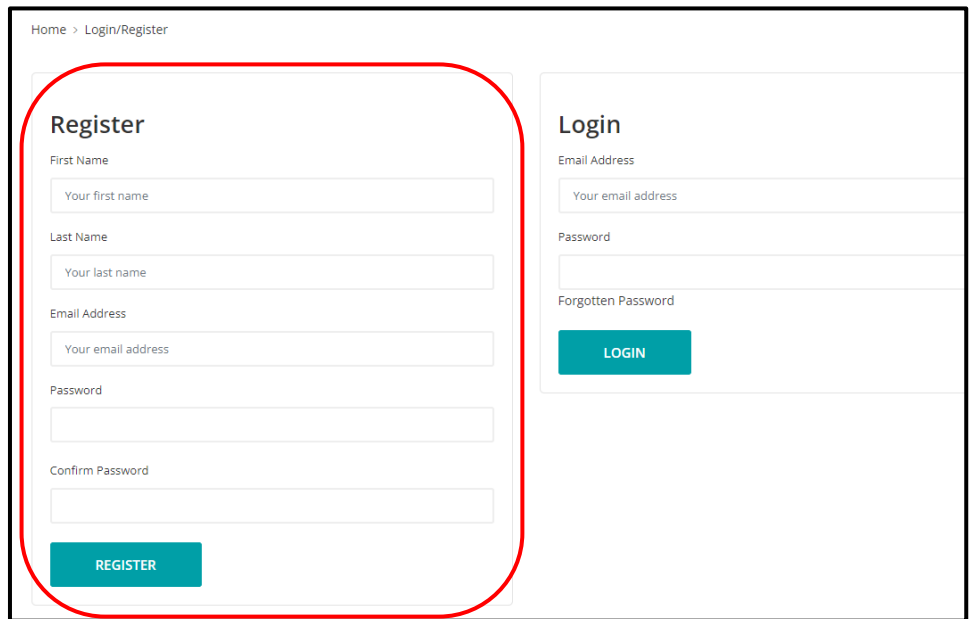 Home > Login/Register
Register
First Name
Your first name
Last Name
Your last name
Email Address
Your email address
Password
Confirm Password
REGISTER
Login
Email Address
Your email address
Password
Forgotten Password
LOGIN